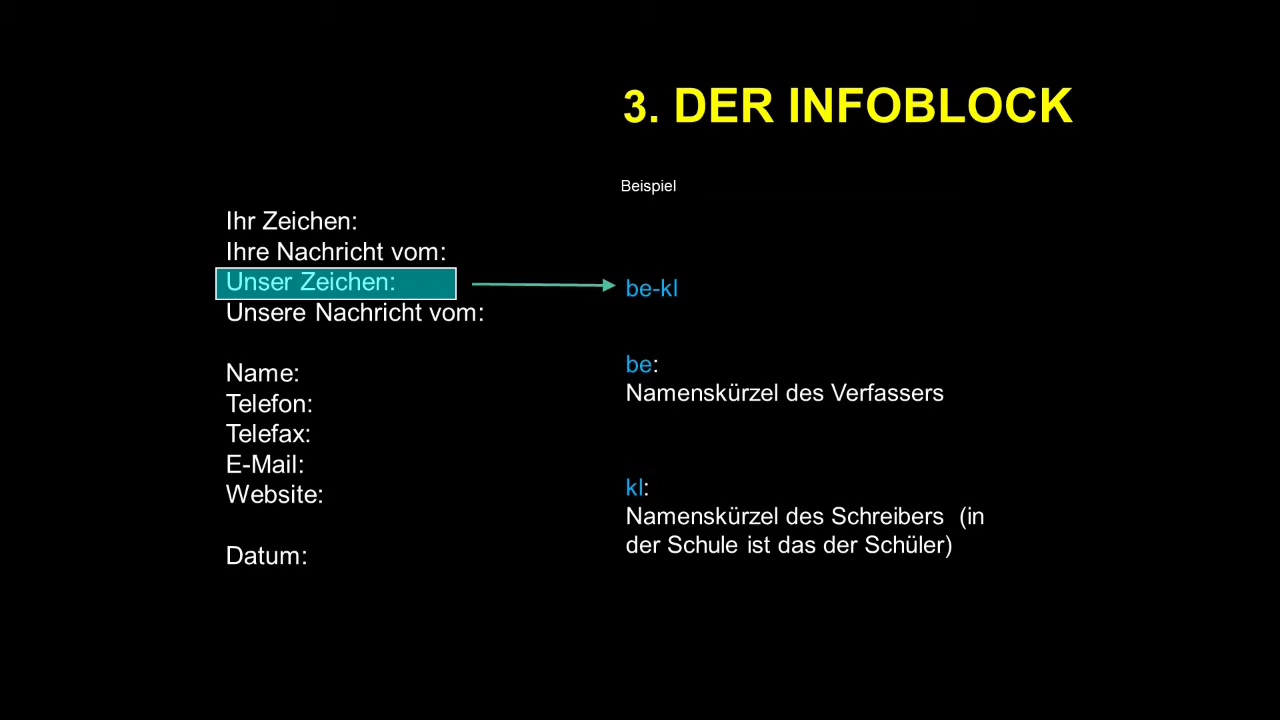 3. DER INFOBLOCK
Beispiel
Ihr Zeichen:
Ihre Nachricht vom:
Unser Zeichen:
Unsere Nachricht vom:
Name:
Telefon:
Telefax:
E-Mail:
Website:
Datum:
be-kl
be:
Namenskürzel des Verfassers
kl:
Namenskürzel des Schreibers (in
der Schule ist das der Schüler)